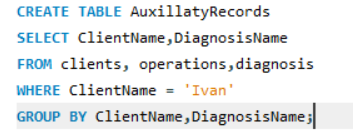 CREATE TABLE AuxillatyRecords
SELECT ClientName,DiagnosisName
FROM clients, operations,diagnosis
WHERE ClientName = 'Ivan'
GROUP BY ClientName,DiagnosisName;